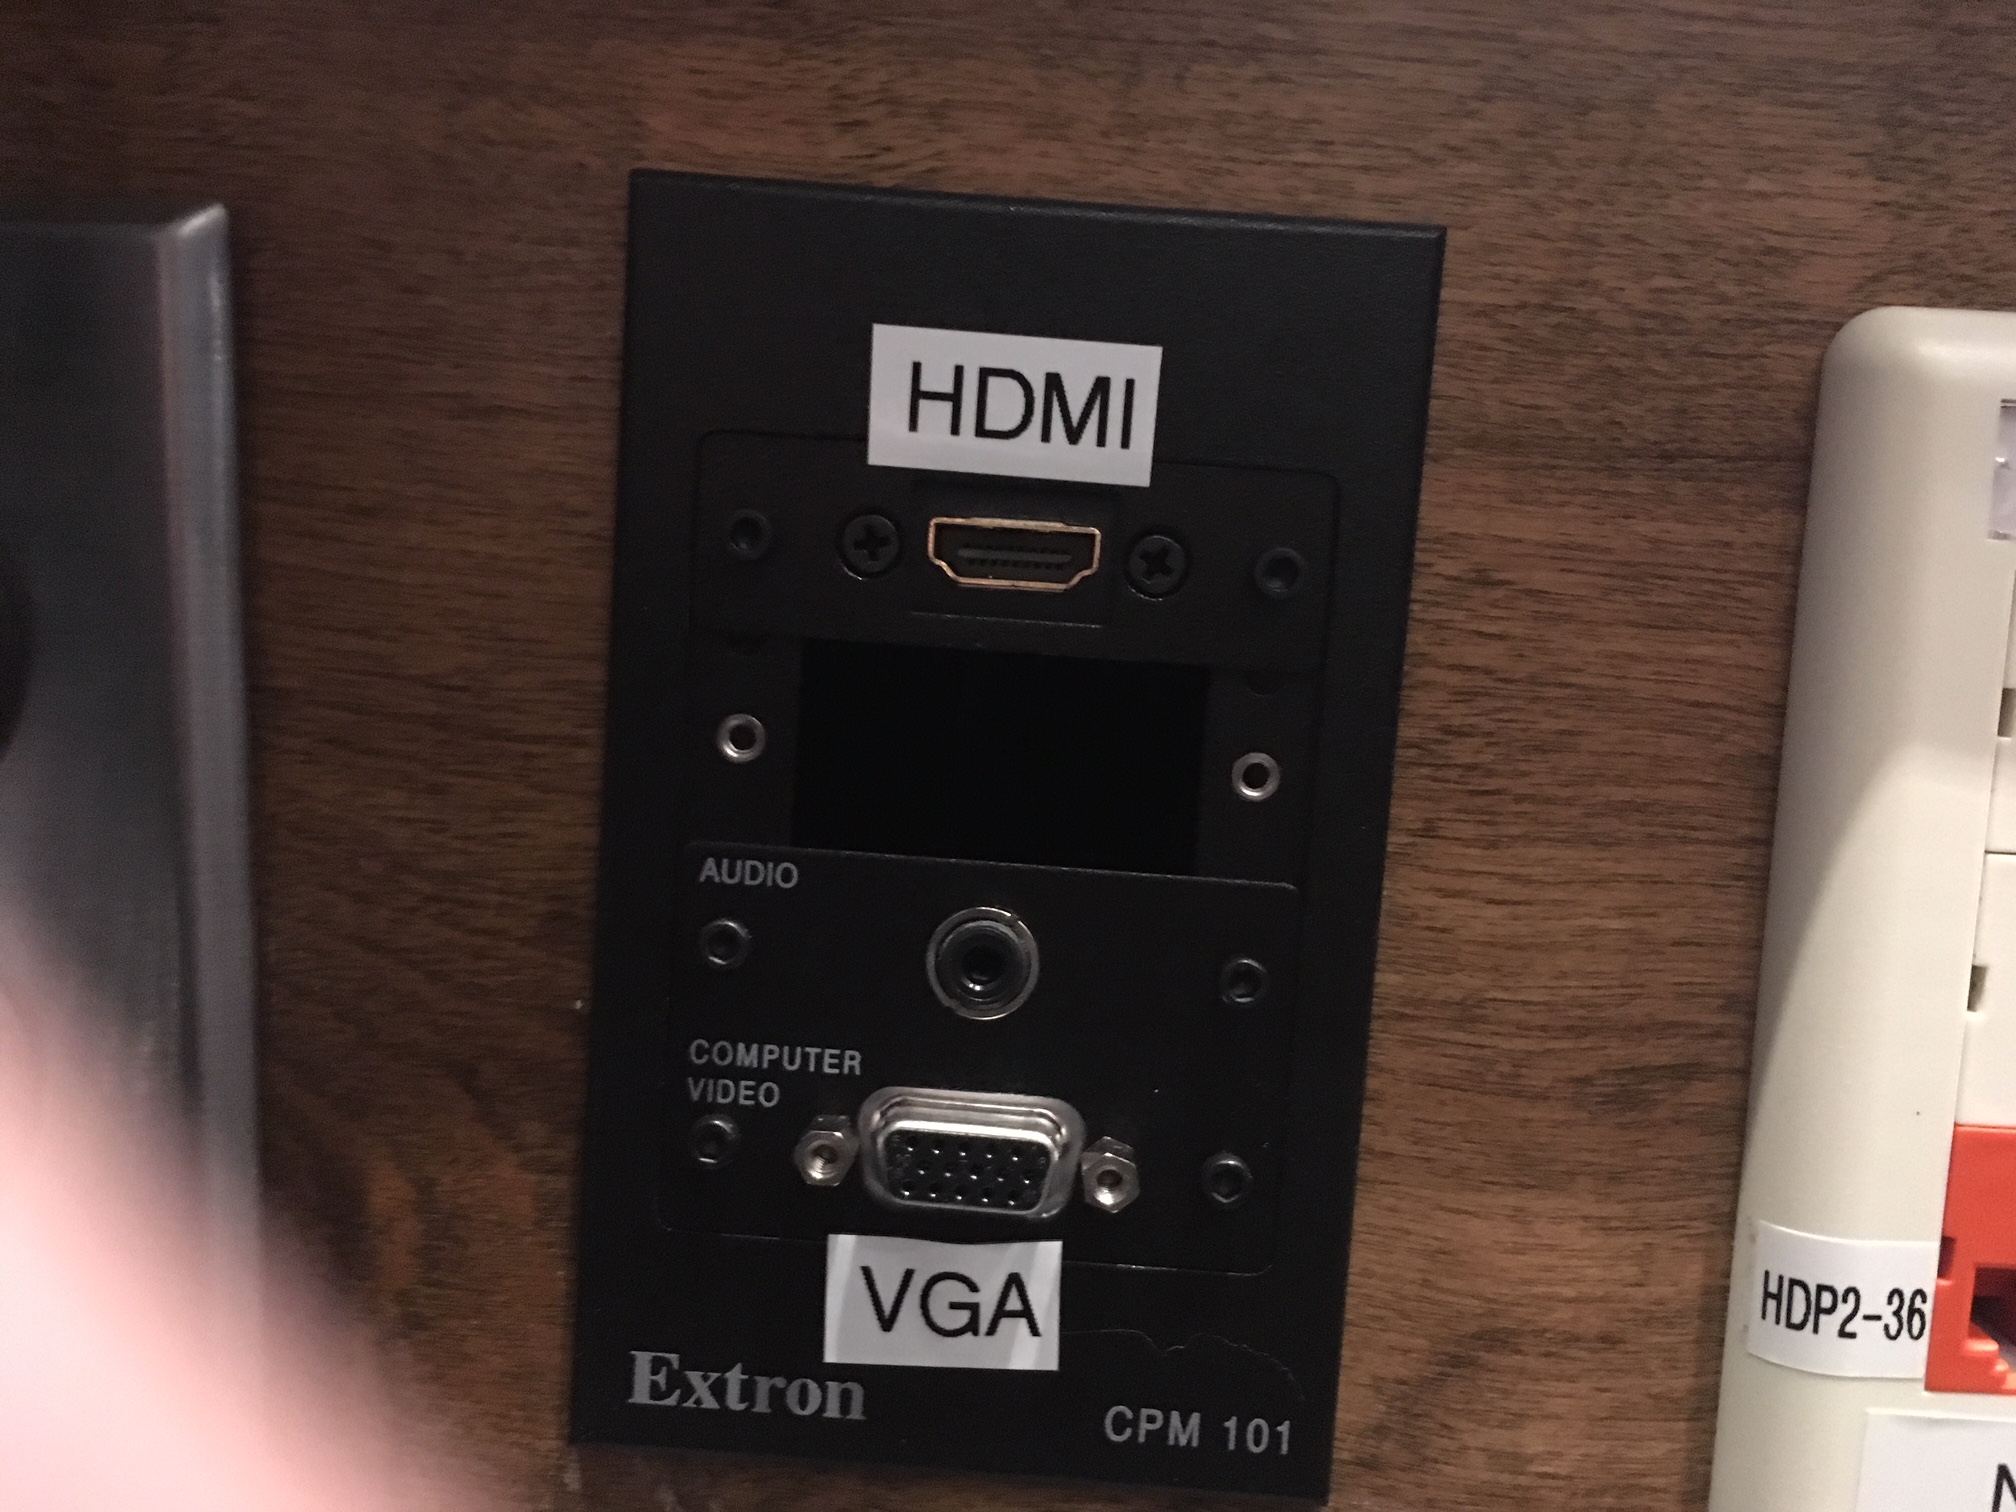 HDMI
AUDIO
COMPUTER
VIDEO
VGA
Extron
CPM 101
HDP2-36